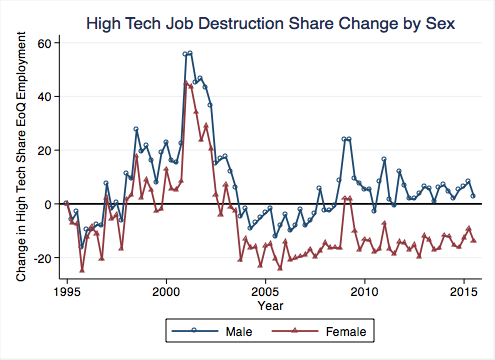 High Tech Job Destruction Share Change by Sex
Change in High Tech Share EoQ Employment
60
40
20
0
-20
1995
2000
2005
2010
2015
Year
Male
Female